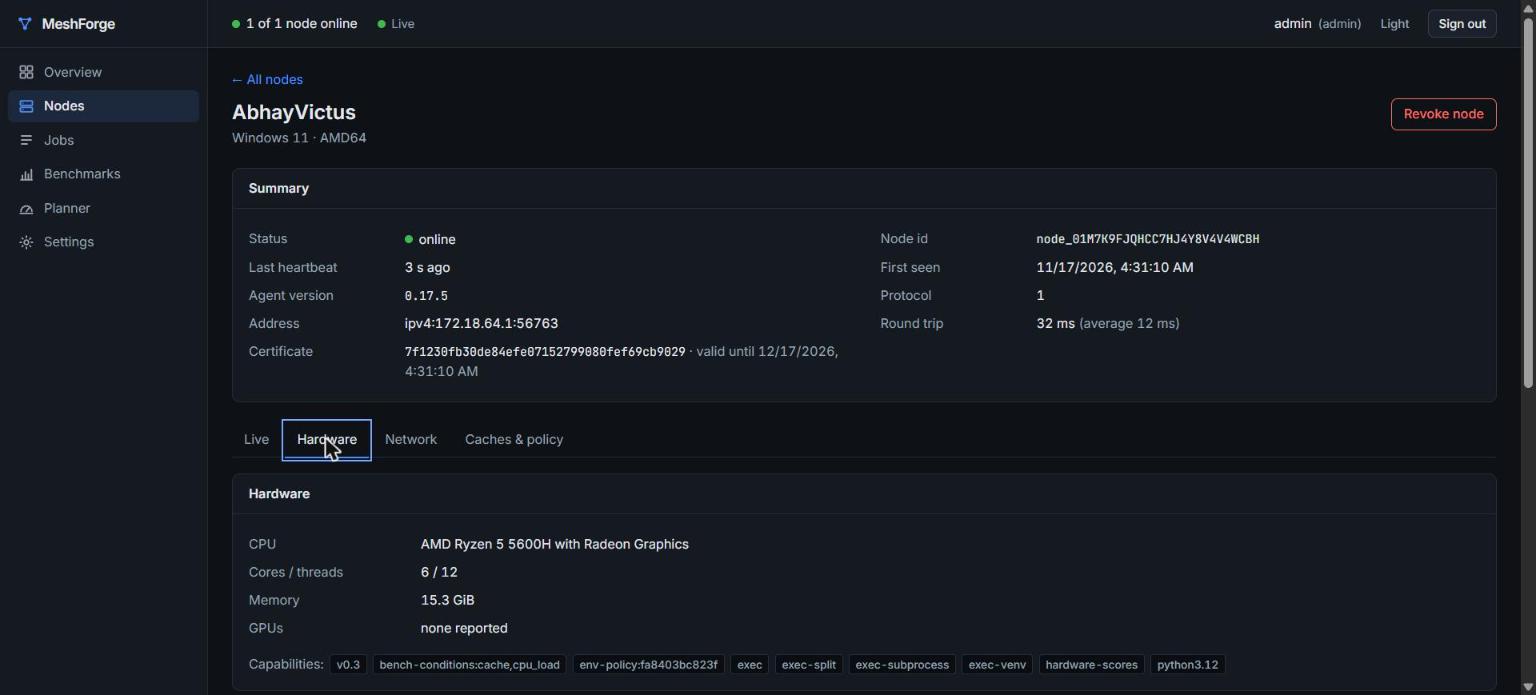 MeshForge
1 of 1 node online
Live
admin (admin)
Light
Sign out
Overview
Nodes
Jobs
Benchmarks
Planner
Settings
← All nodes
AbhayVictus
Windows 11 · AMD64
Revoke node
Summary
Status
online
Last heartbeat
3 s ago
Agent version
0.17.5
Address
ipv4:172.18.64.1:56763
Certificate
7f1230fb30de84efe07152799080fef69cb9029 · valid until 12/17/2026,
4:31:10 AM
Node id
node_01M7K9FJQHCC7HJ4Y8V4V4WCBH
First seen
11/17/2026, 4:31:10 AM
Protocol
1
Round trip
32 ms (average 12 ms)
Live
Hardware
Network
Caches & policy
Hardware
CPU
AMD Ryzen 5 5600H with Radeon Graphics
Cores / threads
6 / 12
Memory
15.3 GiB
GPUs
none reported
Capabilities: v0.3 bench-conditions:cache,cpu_load env-policy:fa8403bc823f exec exec-split exec-subprocess exec-venv hardware-scores python3.12